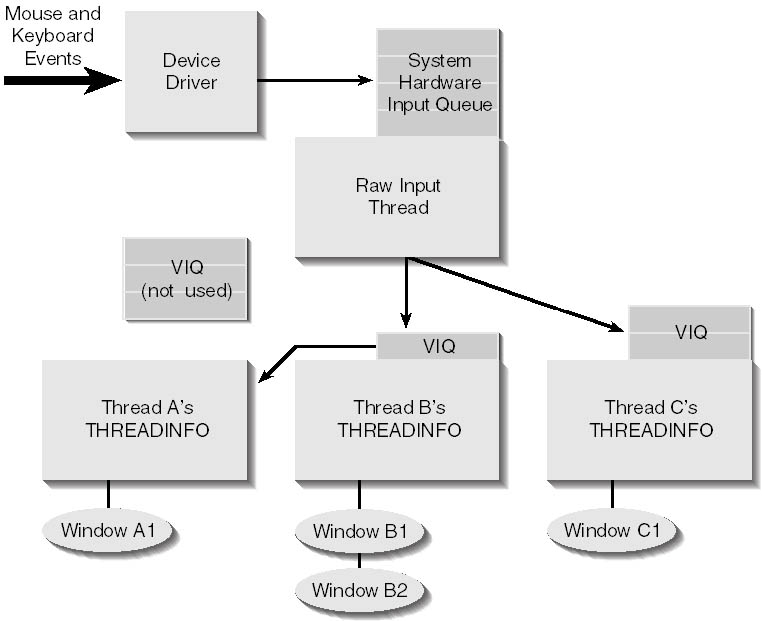 Mouse and
Keyboard
Events
Device
Driver
System
Hardware
Input Queue
Raw Input
Thread
VIQ
(not used)
VIQ
VIQ
Thread A's
THREADINFO
Thread B's
THREADINFO
Thread C's
THREADINFO
Window A1
Window B1
Window C1
Window B2